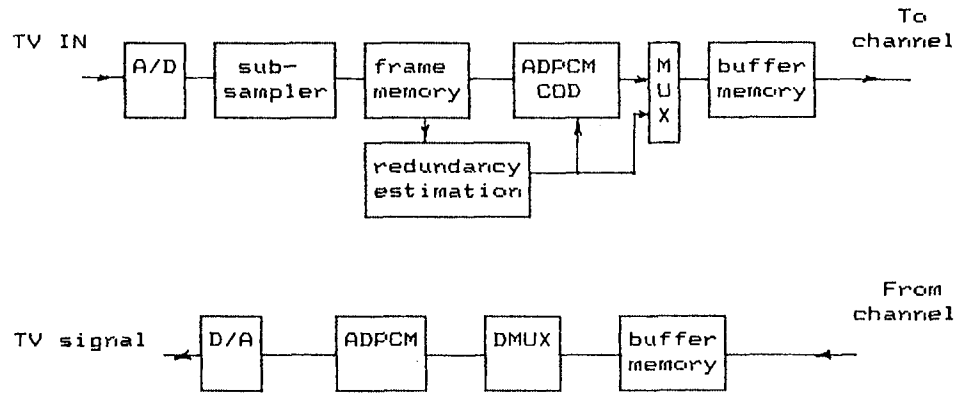 To
channel
TV IN
A/D
sub-
sampler
frame
memory
ADPCM
COD
M
U
X
buffer
memory
redundancy
estimation
From
channel
TV signal
D/A
ADPCM
DMUX
buffer
memory